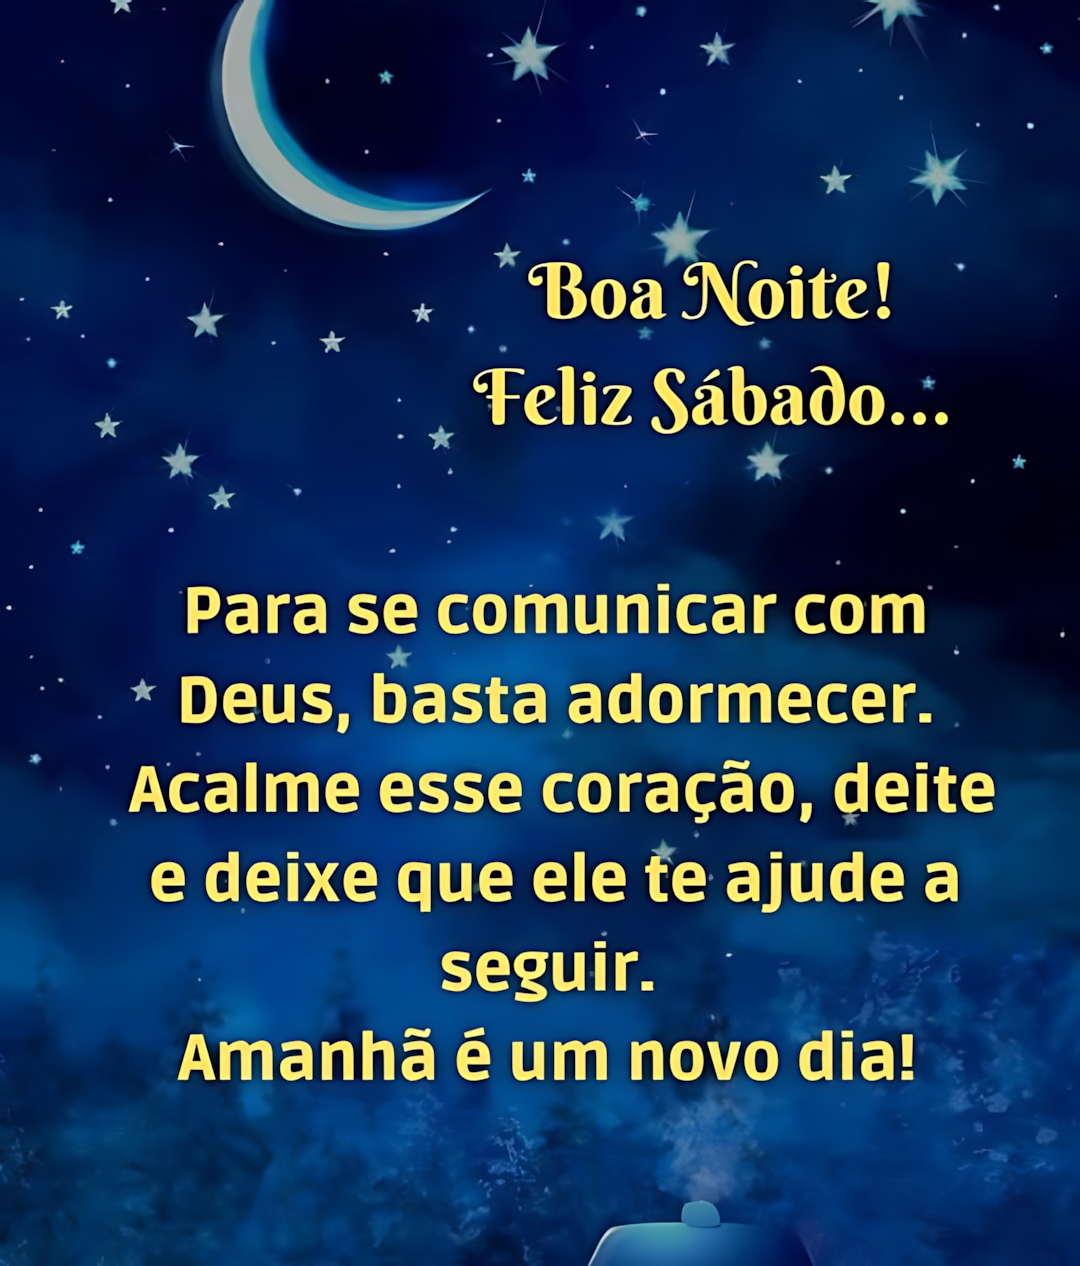 Boa Noite!
Feliz Sábado...
Para se comunicar com
Deus, basta adormecer.
Acalme esse coração, deite
e deixe que ele te ajude a
seguir.
Amanhã é um novo dia!